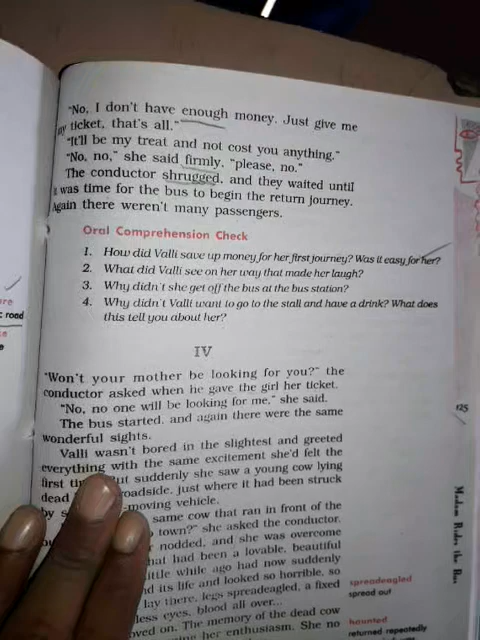 "No, I don't have enough money. Just give me
my ticket, that's all."
"It'll be my treat and not cost you anything."
"No, no," she said firmly, "please, no."
The conductor shrugged, and they waited until
it was time for the bus to begin the return journey.
Again there weren't many passengers.
Oral Comprehension Check
1. How did Valli save up money for her first journey? Was it easy for her?
2. What did Valli see on her way that made her laugh?
3. Why didn't she get off the bus at the bus station?
4. Why didn't Valli want to go to the stall and have a drink? What does
this tell you about her?
IV
"Won't your mother be looking for you?" the
conductor asked when he gave the girl her ticket.
"No, no one will be looking for me," she said.
The bus started, and again there were the same
wonderful sights.
Valli wasn't bored in the slightest and greeted
everything with the same excitement she'd felt the
first But suddenly she saw a young cow lying
dead roadside, just where it had been struck
by moving vehicle.
same cow that ran in front of the
town?" she asked the conductor.
nodded, and she was overcome
had been a lovable, beautiful
little while ago had now suddenly
its life and looked so horrible, so
lay there, legs spreadeagled, a fixed
eyes, blood all over...
on. The memory of the dead cow
her enthusiasm. She no
spreadeagled
spread out
haunted
returned repeatedly
125
Madam Rides the Bus
road